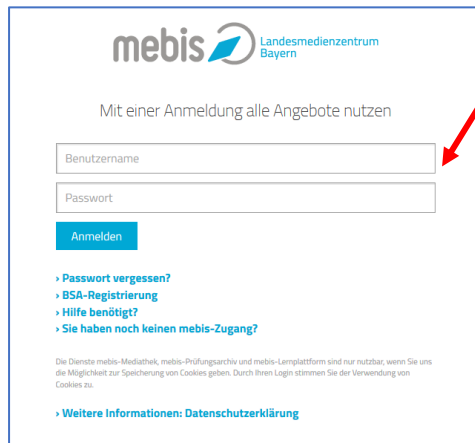 mebis Landesmedienzentrum
Bayern
Mit einer Anmeldung alle Angebote nutzen
Benutzername
Passwort
Anmelden
› Passwort vergessen?
› BSA-Registrierung
› Hilfe benötigt?
› Sie haben noch keinen mebis-Zugang?
Die Dienste mebis-Mediathek, mebis-Prüfungsarchiv und mebis-Lernplattform sind nur nutzbar, wenn Sie uns
die Möglichkeit zur Speicherung von Cookies geben. Durch Ihren Login stimmen Sie der Verwendung von
Cookies zu.
› Weitere Informationen: Datenschutzerklärung